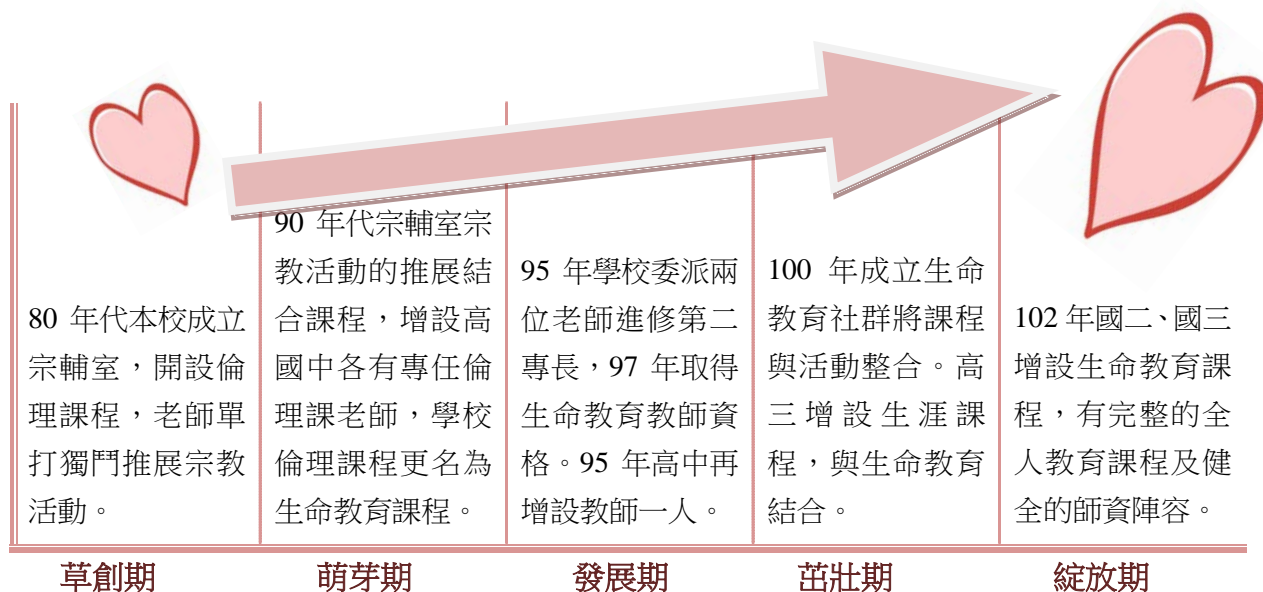 80 年代本校成立
宗輔室，開設倫
理課程，老師單
打獨鬥推展宗教
活動。
90 年代宗輔室宗
教活動的推展結
合課程，增設高
國中各有專任倫
理課老師，學校
倫理課程更名為
生命教育課程。
95 年學校委派兩
位老師進修第二
專長，97 年取得
生命教育教師資
格。95 年高中再
增設教師一人。
100 年成立生命
教育社群將課程
與活動整合。高
三增設生涯課
程，與生命教育
結合。
102 年國二、國三
增設生命教育課
程，有完整的全
人教育課程及健
全的師資陣容。
草創期
萌芽期
發展期
茁壯期
綻放期